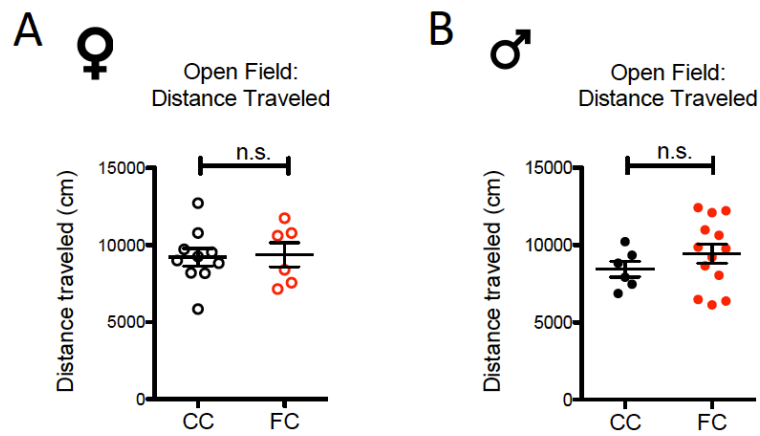 A
Open Field:
Distance Traveled
n.s.
15000
10000
5000
0
Distance traveled (cm)
CC FC
B
Open Field:
Distance Traveled
n.s.
15000
10000
5000
0
Distance traveled (cm)
CC FC